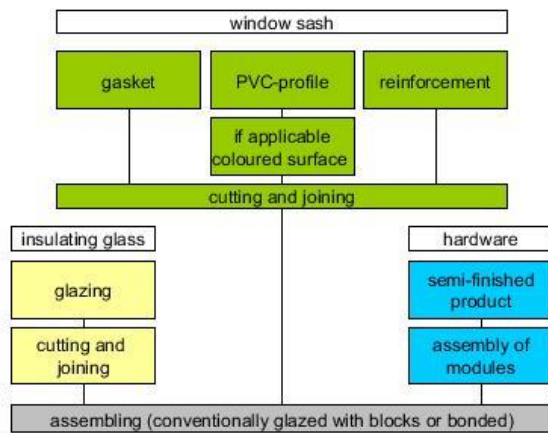 window sash
gasket
PVC-profile
reinforcement
if applicable
coloured surface
cutting and joining
insulating glass
hardware
glazing
semi-finished
product
cutting and
joining
assembly of
modules
assembling (conventionally glazed with blocks or bonded)